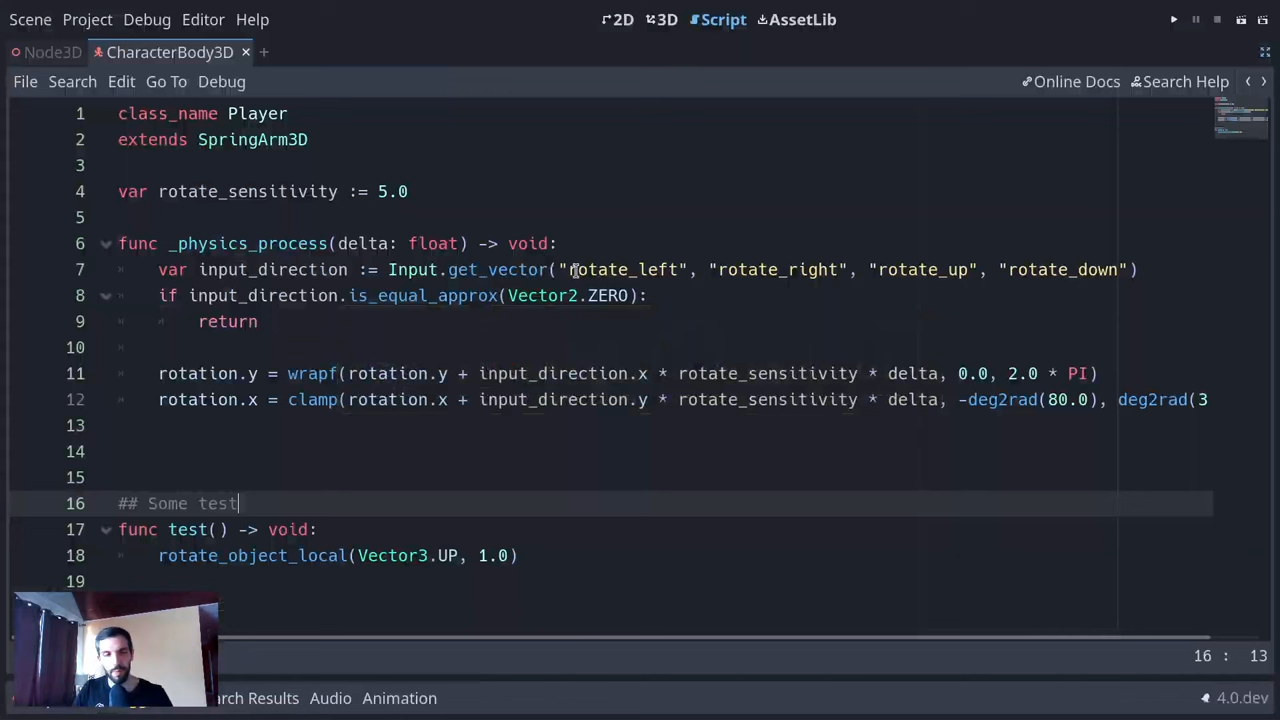 Scene Project Debug Editor Help 2D 3D Script AssetLib
Node3D CharacterBody3D × +
File Search Edit Go To Debug Online Docs Search Help < >
1 class_name Player
2 extends SpringArm3D
3
4 var rotate_sensitivity := 5.0
5
6 func _physics_process(delta: float) -> void:
7 var input_direction := Input.get_vector("rotate_left", "rotate_right", "rotate_up", "rotate_down")
8 if input_direction.is_equal_approx(Vector2.ZERO):
9 return
10
11 rotation.y = wrapf(rotation.y + input_direction.x * rotate_sensitivity * delta, 0.0, 2.0 * PI)
12 rotation.x = clamp(rotation.x + input_direction.y * rotate_sensitivity * delta, -deg2rad(80.0), deg2rad(3
13
14
15
16 ## Some test
17 func test() -> void:
18 rotate_object_local(Vector3.UP, 1.0)
19
16 : 13
arch Results Audio Animation 4.0.dev